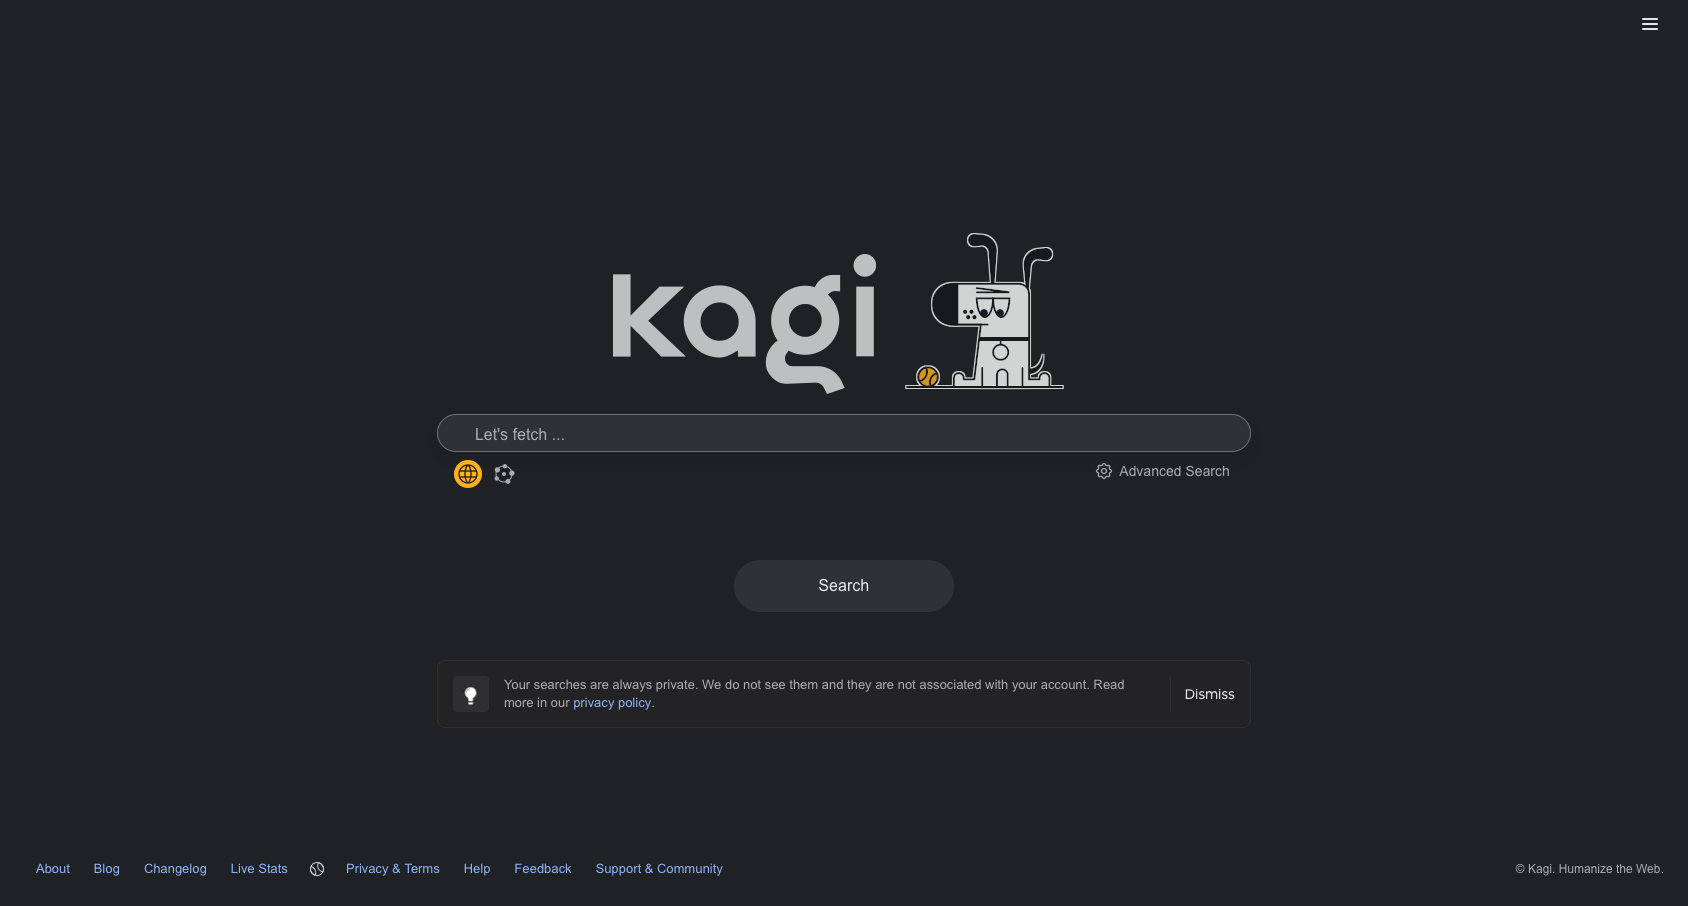 kagi
Let's fetch ...
Advanced Search
Search
Your searches are always private. We do not see them and they are not associated with your account. Read
more in our privacy policy.
Dismiss
About Blog Changelog Live Stats Privacy & Terms Help Feedback Support & Community
© Kagi. Humanize the Web.